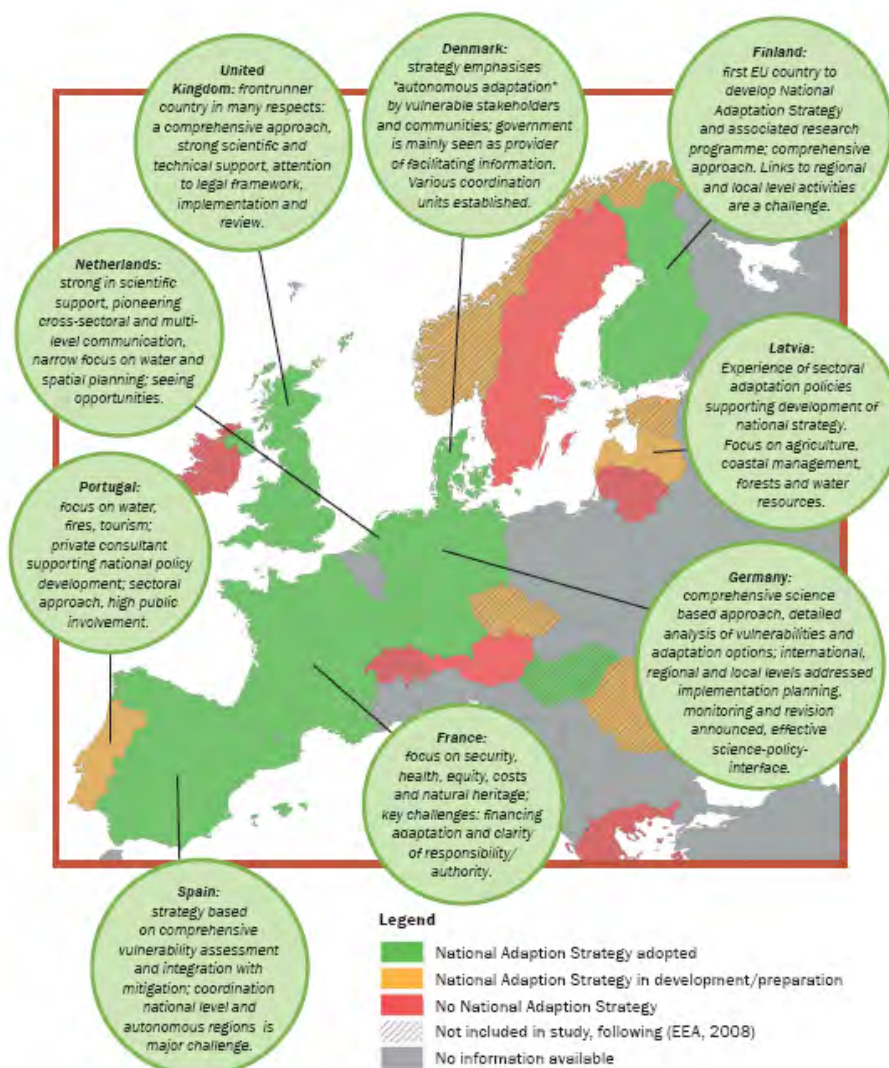 United
Kingdom: frontrunner
country in many respects:
a comprehensive approach,
strong scientific and
technical support, attention
to legal framework,
implementation and
review.
Denmark:
strategy emphasises
"autonomous adaptation"
by vulnerable stakeholders
and communities; government
is mainly seen as provider
of facilitating information.
Various coordination
units established.
Finland:
first EU country to
develop National
Adaptation Strategy
and associated research
programme; comprehensive
approach. Links to regional
and local level activities
are a challenge.
Netherlands:
strong in scientific
support, pioneering
cross-sectoral and multi-
level communication,
narrow focus on water and
spatial planning; seeing
opportunities.
Latvia:
Experience of sectoral
adaptation policies
supporting development of
national strategy.
Focus on agriculture,
coastal management,
forests and water
resources.
Portugal:
focus on water,
fires, tourism;
private consultant
supporting national policy
development; sectoral
approach, high public
involvement.
Germany:
comprehensive science
based approach, detailed
analysis of vulnerabilities and
adaptation options; international,
regional and local levels addressed
implementation planning,
monitoring and revision
announced, effective
science-policy-
interface.
France:
focus on security,
health, equity, costs
and natural heritage;
key challenges: financing
adaptation and clarity
of responsibility/
authority.
Spain:
strategy based
on comprehensive
vulnerability assessment
and integration with
mitigation; coordination
national level and
autonomous regions is
major challenge.
Legend
National Adaption Strategy adopted
National Adaption Strategy in development/preparation
No National Adaption Strategy
Not included in study, following (EEA, 2008)
No information available